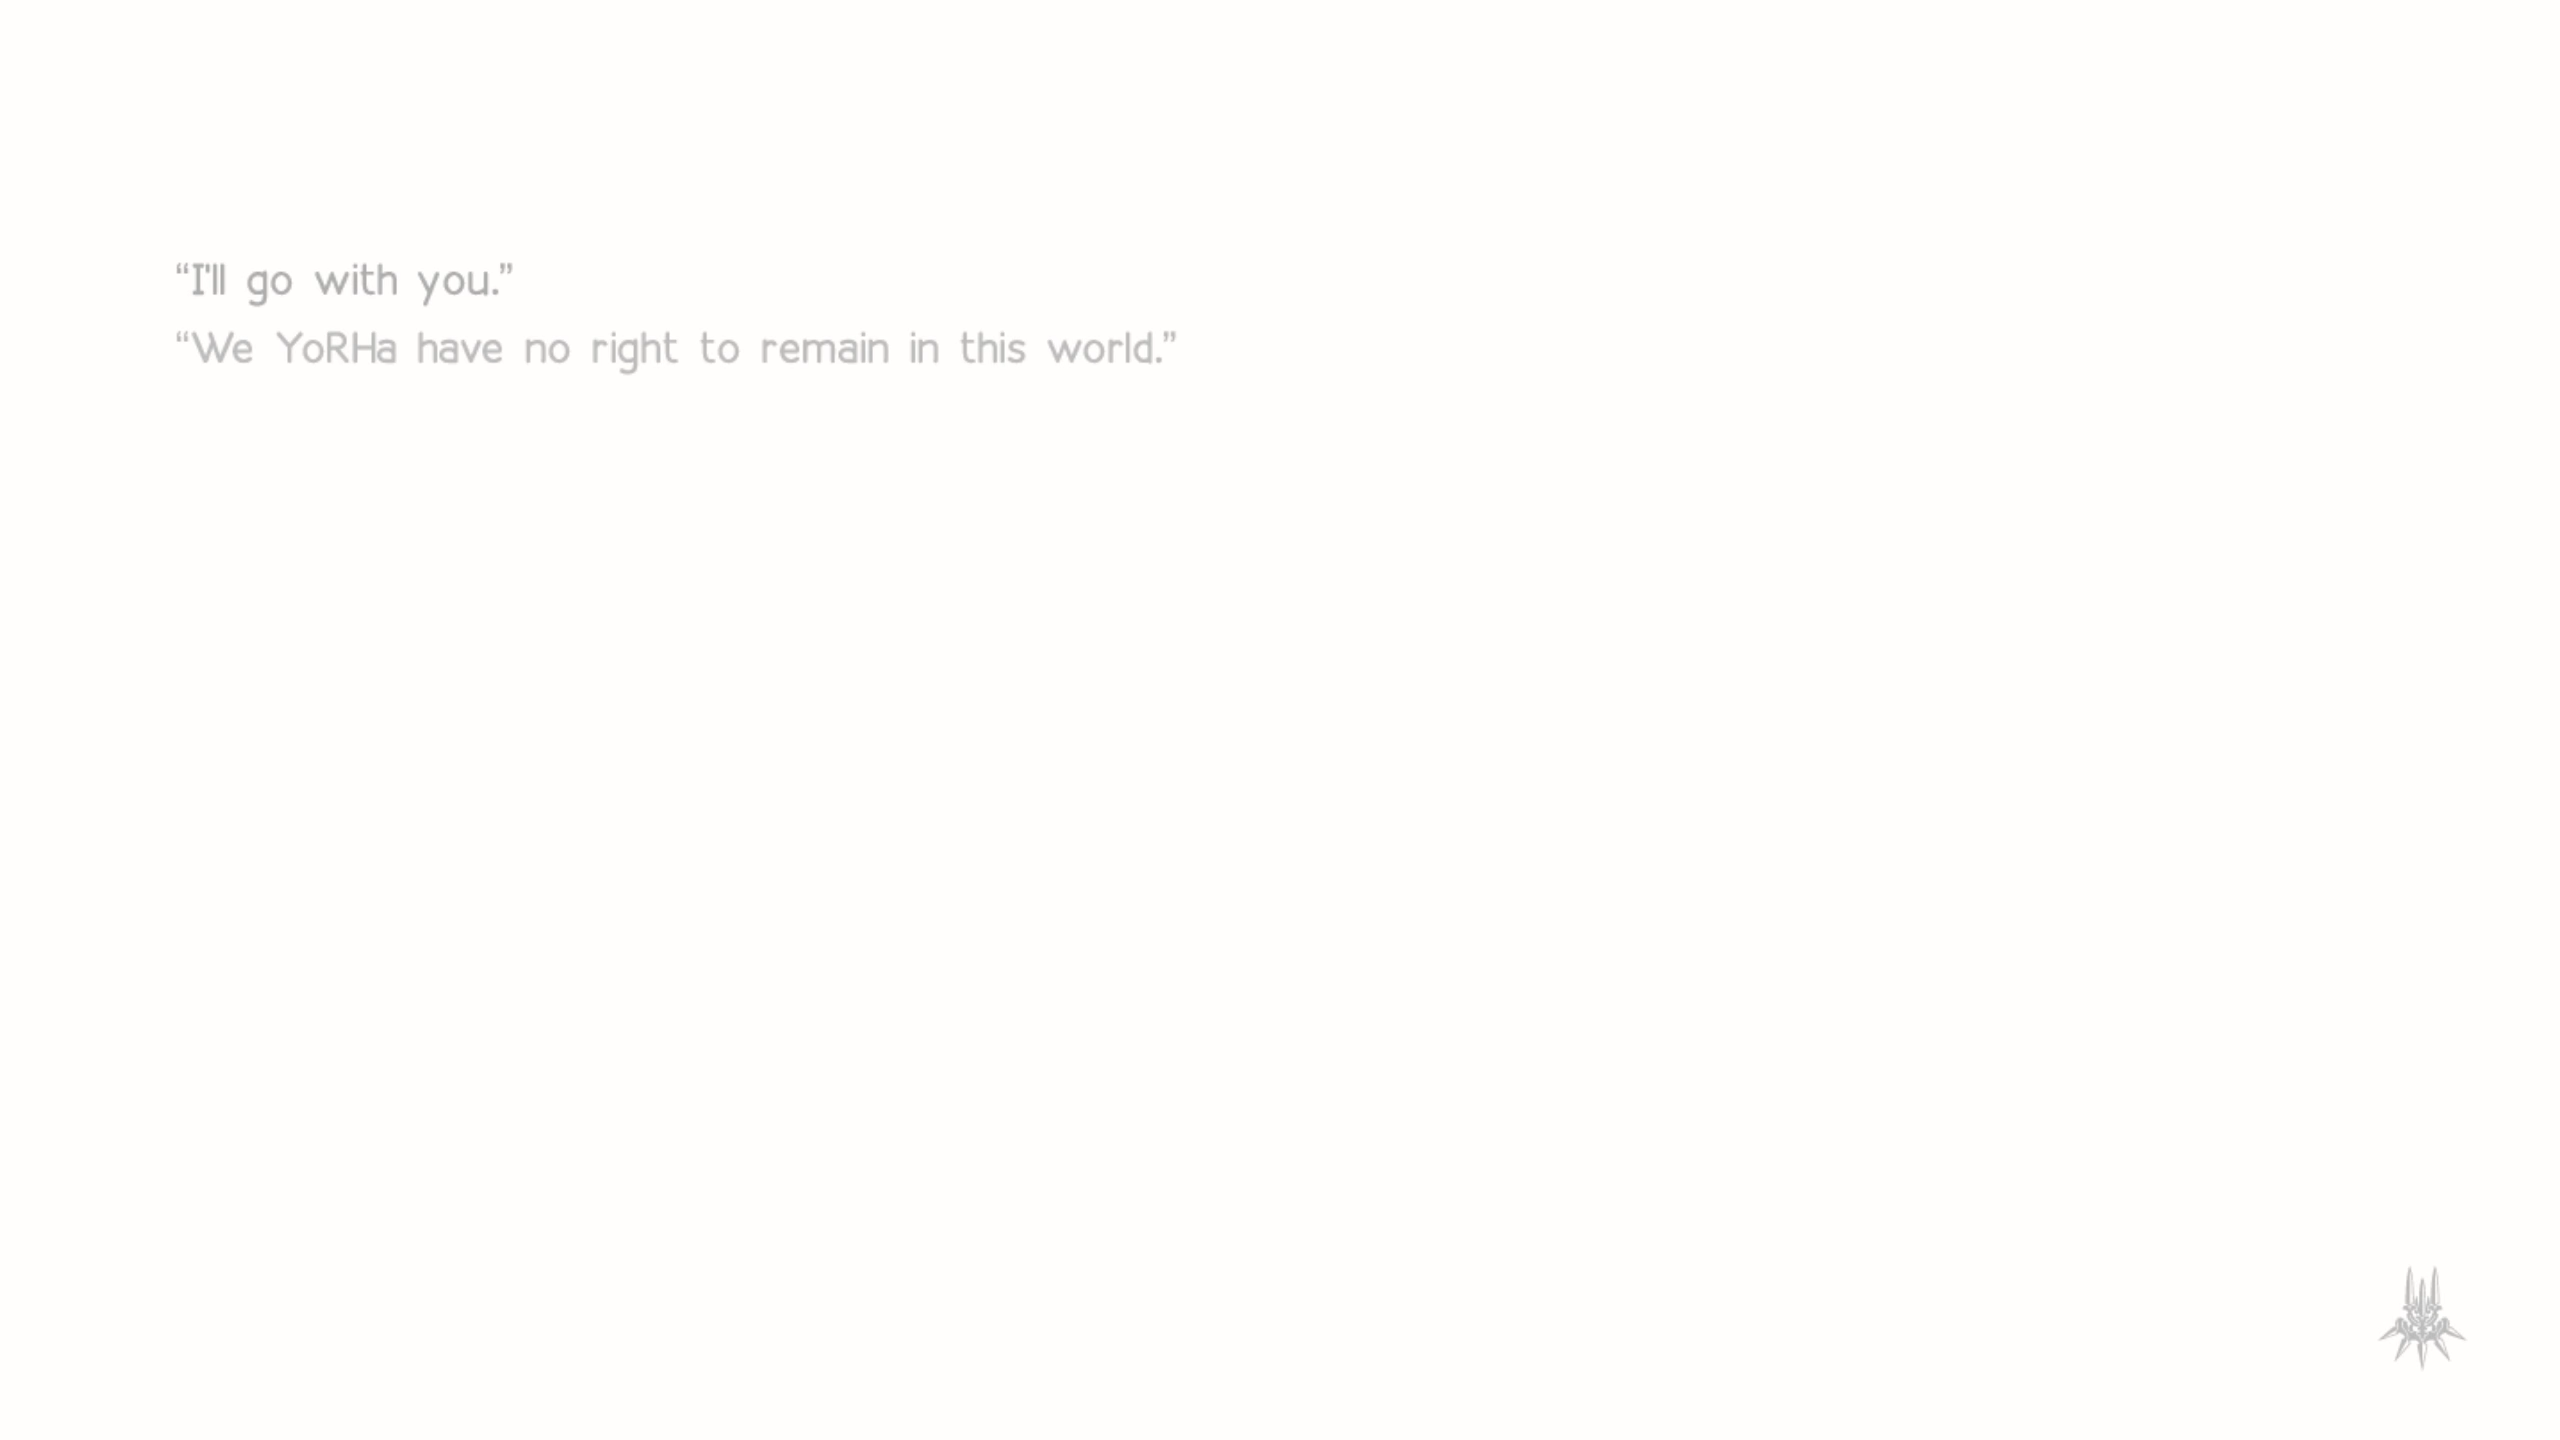 “I'll go with you.”
“We YoRHa have no right to remain in this world.”